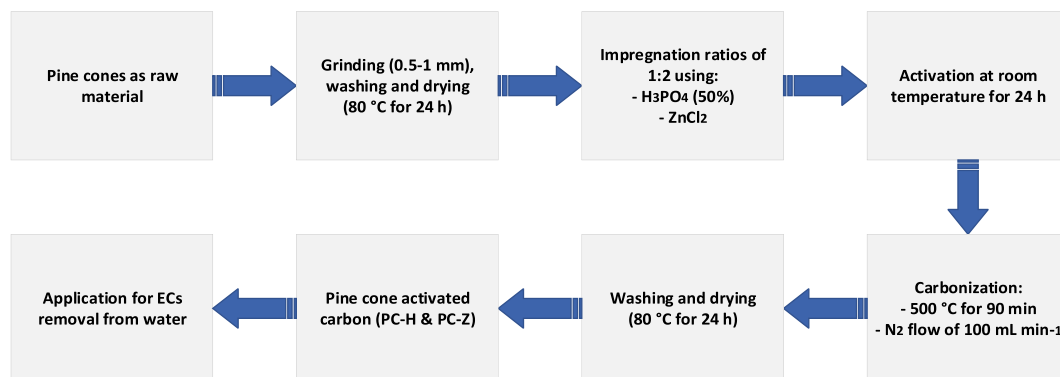 Pine cones as raw
material
Grinding (0.5-1 mm),
washing and drying
(80 °C for 24 h)
Impregnation ratios of
1:2 using:
- H3PO4 (50%)
- ZnCl2
Activation at room
temperature for 24 h
Carbonization:
- 500 °C for 90 min
- N2 flow of 100 mL min-1
Washing and drying
(80 °C for 24 h)
Pine cone activated
carbon (PC-H & PC-Z)
Application for ECs
removal from water